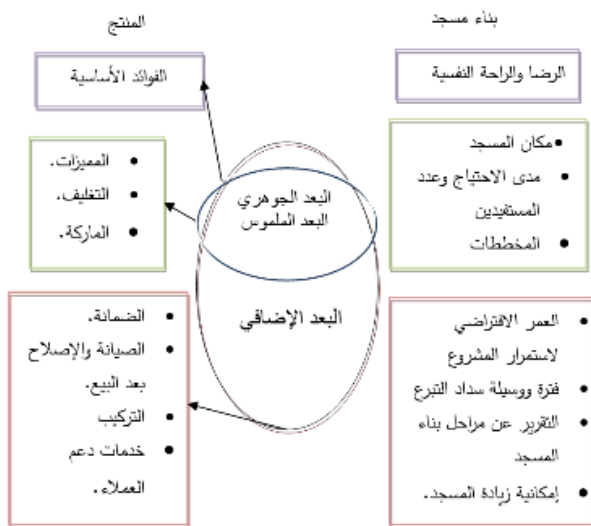 بناء مسجد
المنتج
الرضا والراحة النفسية
الفوائد الأساسية
•مكان المسجد
• مدى الاحتياج وعدد
المستفيدين
• المخططات
البعد الجوهري
البعد الملموس
• المميزات.
• التغليف.
• الماركة.
البعد الإضافي
• العمر الافتراضي
لاستمرار المشروع
• فترة ووسيلة سداد التبرع
• التقرير عن مراحل بناء
المسجد
• إمكانية زيادة المسجد.
• الضمانة.
• الصيانة والإصلاح
بعد البيع.
• التركيب
• خدمات دعم
العملاء.